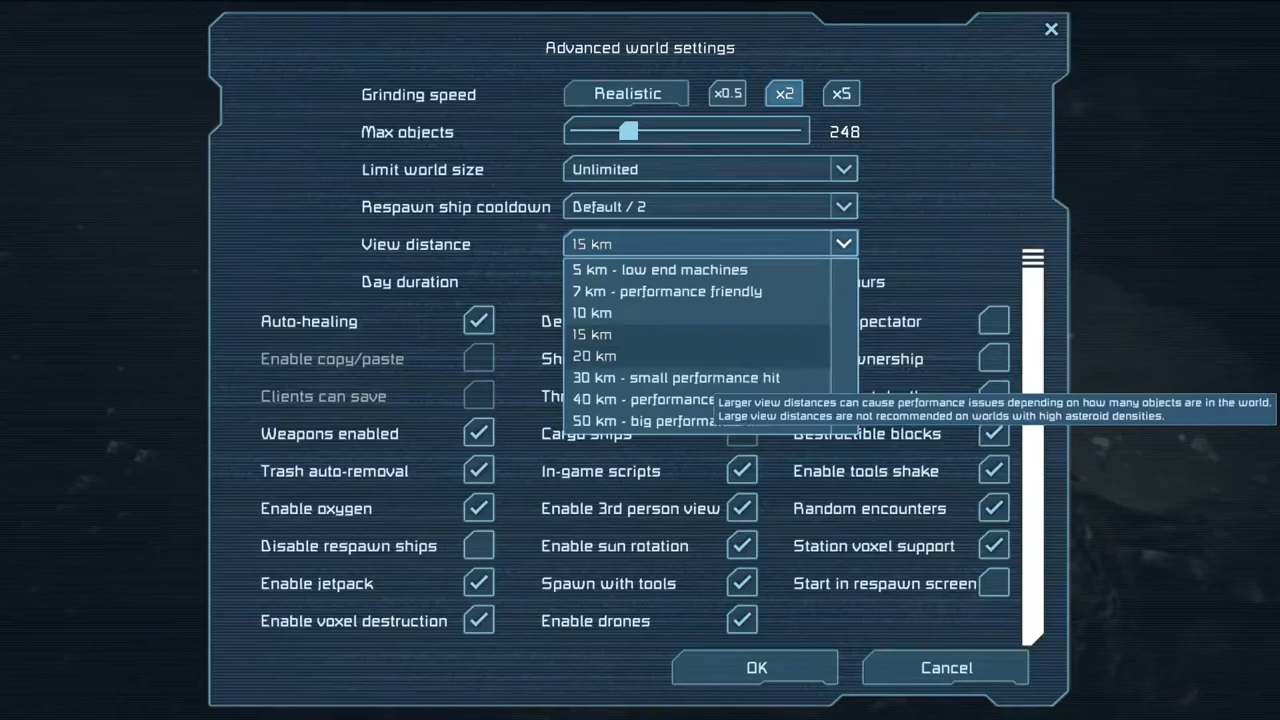 Advanced world settings
Grinding speed Realistic x0.5 x2 x5
Max objects 248
Limit world size Unlimited
Respawn ship cooldown Default / 2
View distance 15 km
5 km - low end machines
Day duration
7 km - performance friendly
10 km
Auto-healing
15 km
Enable copy/paste
20 km
30 km - small performance hit
Clients can save
40 km - performance
Larger view distances can cause performance issues depending on how many objects are in the world.
Large view distances are not recommended on worlds with high asteroid densities.
50 km - big
Weapons enabled Cargo ships Destructible blocks
Trash auto-removal In-game scripts Enable tools shake
Enable oxygen Enable 3rd person view Random encounters
Disable respawn ships Enable sun rotation Station voxel support
Enable jetpack Spawn with tools Start in respawn screen
Enable voxel destruction Enable drones
OK Cancel